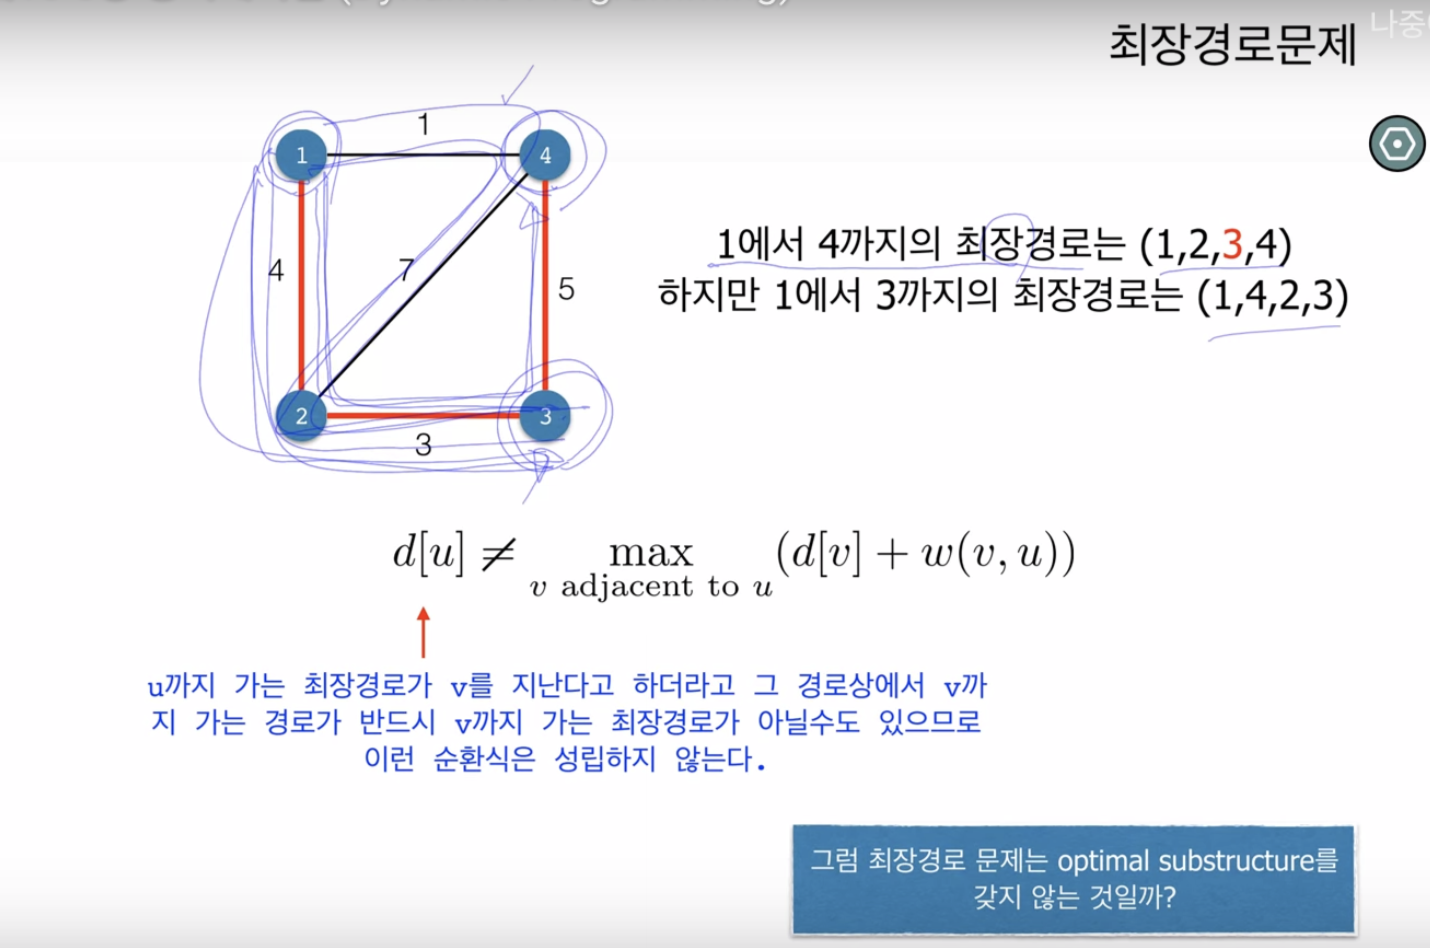 최장경로문제
나중
1
1
4
4
7
5
2
3
3
1에서 4까지의 최장경로는 (1,2,3,4)
하지만 1에서 3까지의 최장경로는 (1,4,2,3)
d[u] ≠ max (d[v] + w(v, u))
v adjacent to u
u까지 가는 최장경로가 v를 지난다고 하더라고 그 경로상에서 v까
지 가는 경로가 반드시 v까지 가는 최장경로가 아닐수도 있으므로
이런 순환식은 성립하지 않는다.
그럼 최장경로 문제는 optimal substructure를
갖지 않는 것일까?